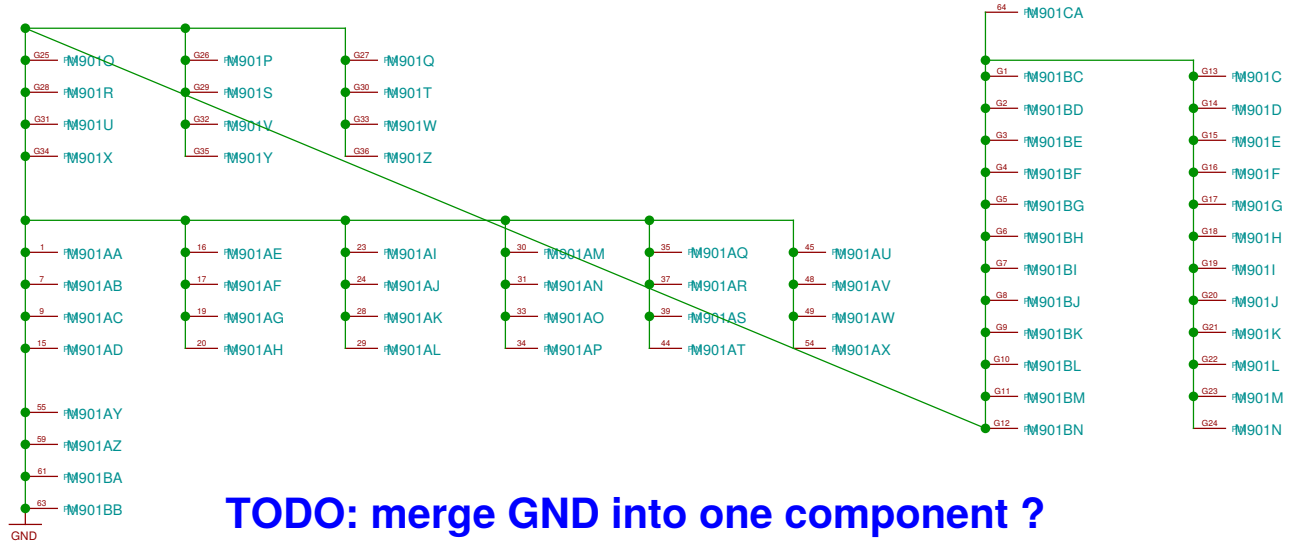 64 M901CA
G25 M901O G26 M901P G27 M901Q
G1 M901BC G13 M901C
G28 M901R G29 M901S G30 M901T
G2 M901BD G14 M901D
G31 M901U G32 M901V G33 M901W
G3 M901BE G15 M901E
G34 M901X G35 M901Y G36 M901Z
G4 M901BF G16 M901F
G5 M901BG G17 M901G
G6 M901BH G18 M901H
1 M901AA 16 M901AE 23 M901AI 30 M901AM 35 M901AQ 45 M901AU
G7 M901BI G19 M901I
7 M901AB 17 M901AF 24 M901AJ 31 M901AN 37 M901AR 48 M901AV
G8 M901BJ G20 M901J
9 M901AC 19 M901AG 28 M901AK 33 M901AO 39 M901AS 49 M901AW
G9 M901BK G21 M901K
15 M901AD 20 M901AH 29 M901AL 34 M901AP 44 M901AT 54 M901AX
G10 M901BL G22 M901L
G11 M901BM G23 M901M
55 M901AY
G12 M901BN G24 M901N
59 M901AZ
61 M901BA
63 M901BB
TODO: merge GND into one component ?
GND